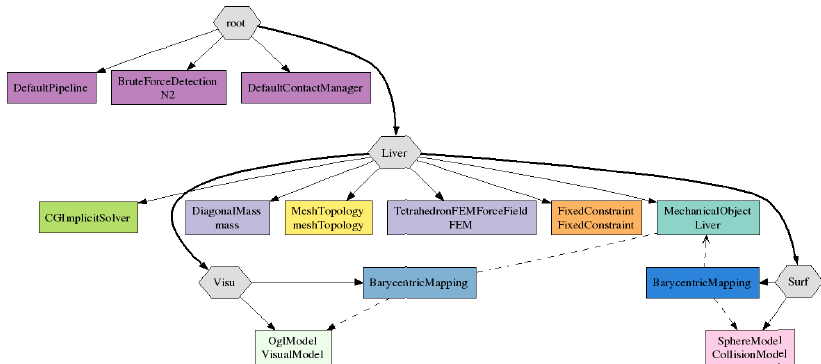 root
DefaultPipeline
BruteForceDetection
N2
DefaultContactManager
Liver
CGImplicitSolver
DiagonalMass
mass
MeshTopology
meshTopology
TetrahedronFEMForceField
FEM
FixedConstraint
FixedConstraint
MechanicalObject
Liver
Visu
BarycentricMapping
BarycentricMapping
Surf
OglModel
VisualModel
SphereModel
CollisionModel